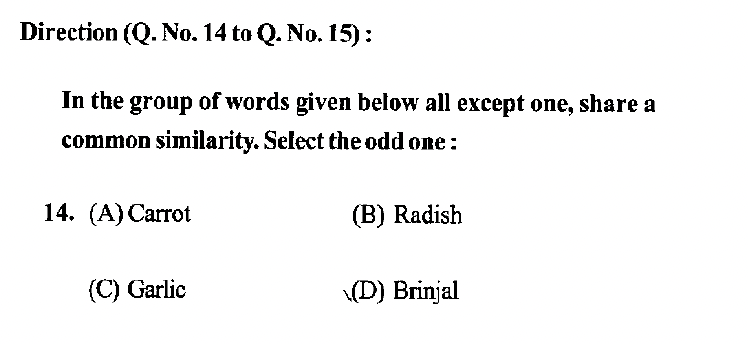 Direction (Q. No. 14 to Q. No. 15) :
In the group of words given below all except one, share a
common similarity. Select the odd one :
14. (A) Carrot (B) Radish
(C) Garlic (D) Brinjal